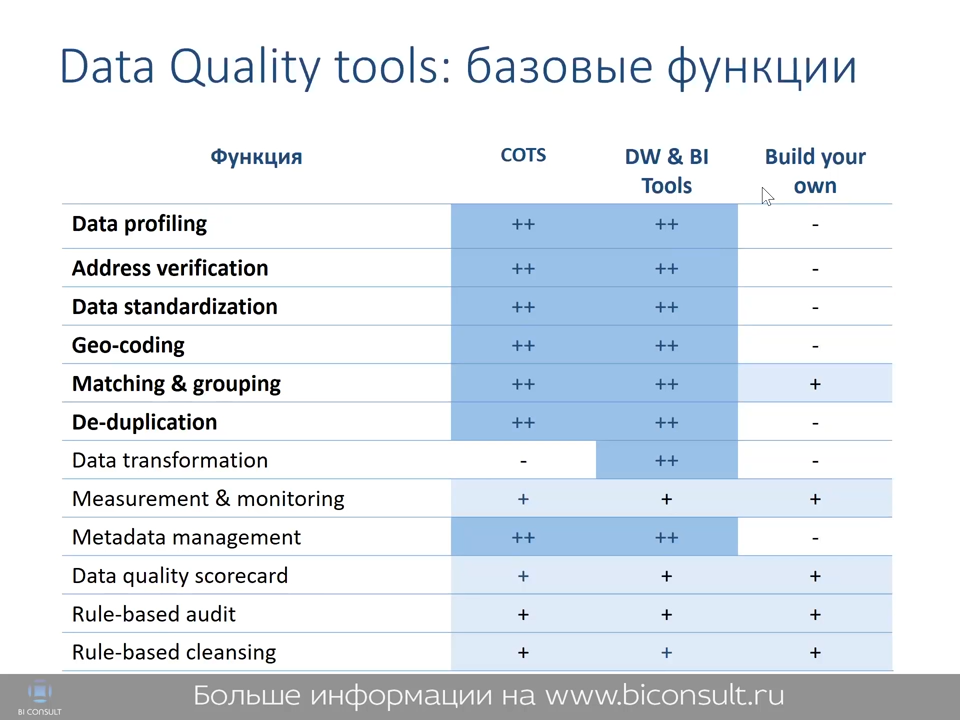 Data Quality tools: базовые функции
Функция COTS DW & BI Tools Build your own
Data profiling ++ ++ -
Address verification ++ ++ -
Data standardization ++ ++ -
Geo-coding ++ ++ -
Matching & grouping ++ ++ +
De-duplication ++ ++ -
Data transformation - ++ -
Measurement & monitoring + + +
Metadata management ++ ++ -
Data quality scorecard + + +
Rule-based audit + + +
Rule-based cleansing + + +
BI CONSULT
Больше информации на www.biconsult.ru